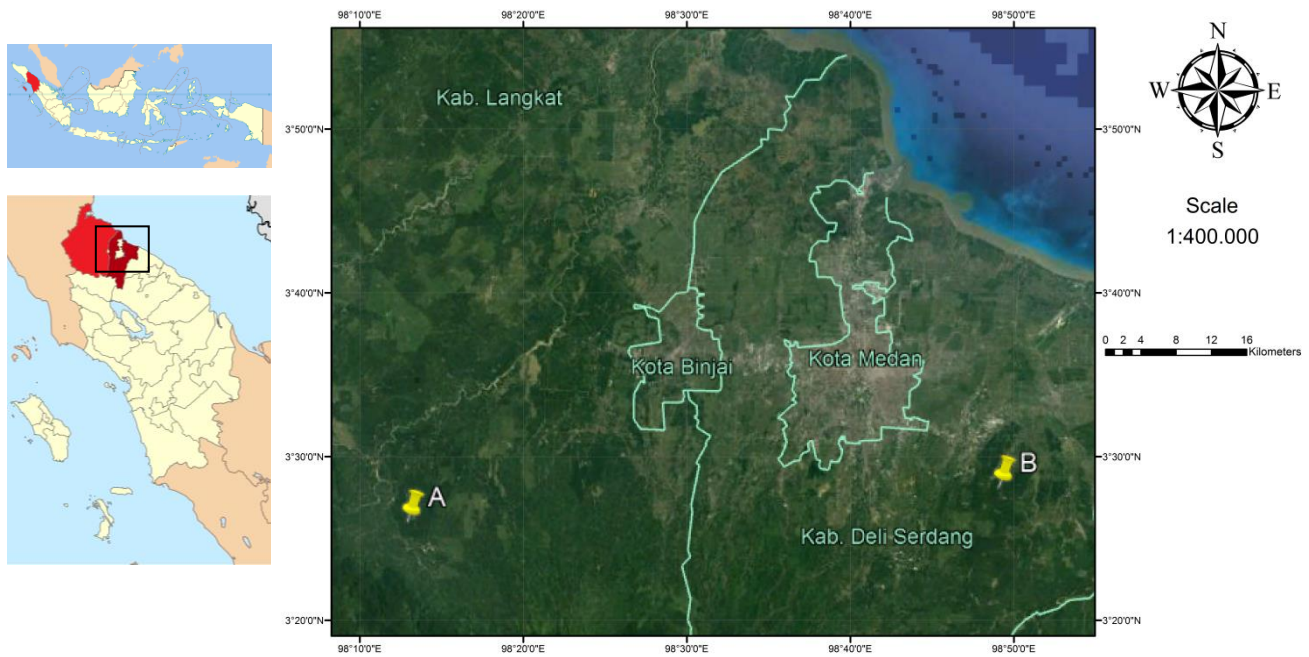 98°10'0"E 98°20'0"E 98°30'0"E 98°40'0"E 98°50'0"E
Kab. Langkat
3°50'0"N 3°50'0"N
3°40'0"N 3°40'0"N
Kota Binjai Kota Medan
3°30'0"N 3°30'0"N
A
B
Kab. Deli Serdang
3°20'0"N 3°20'0"N
98°10'0"E 98°20'0"E 98°30'0"E 98°40'0"E 98°50'0"E
N
W E
S
Scale
1:400.000
0 2 4 8 12 16
Kilometers